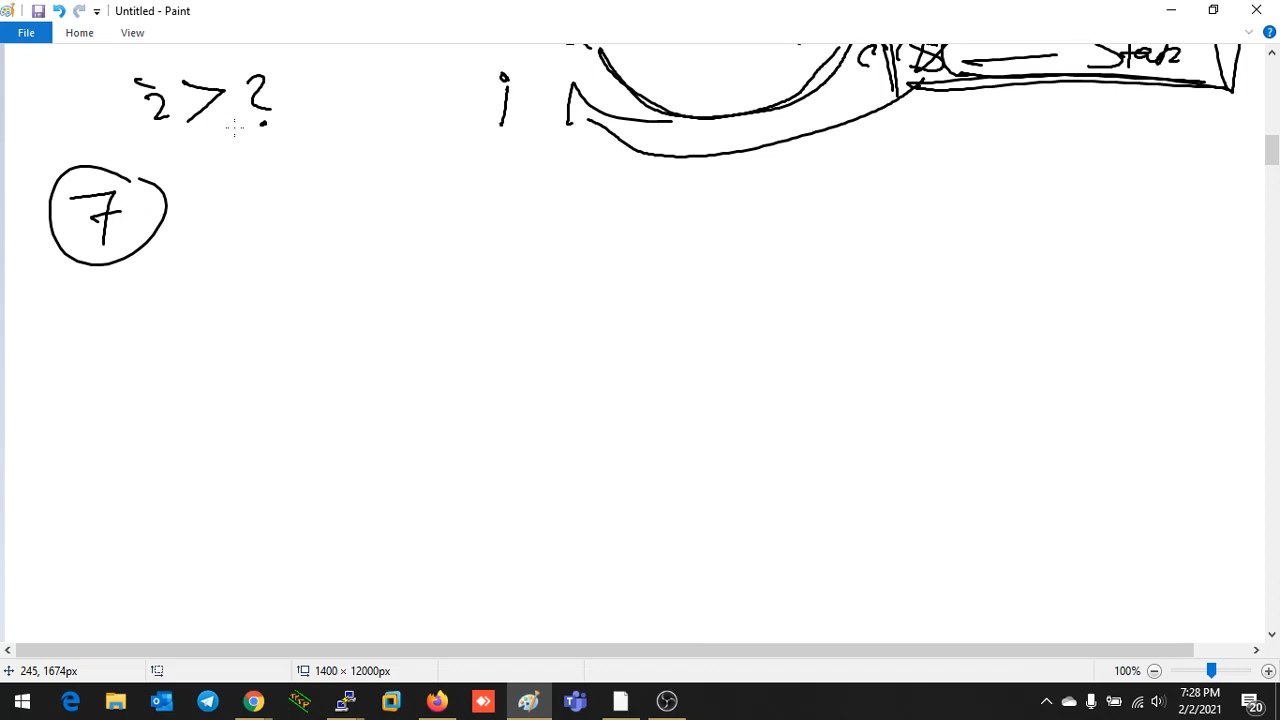 Untitled - Paint
File Home View
Star
2 > ?
i
7
245, 1674px
1400 × 12000px
100%
7:28 PM
2/2/2021
20